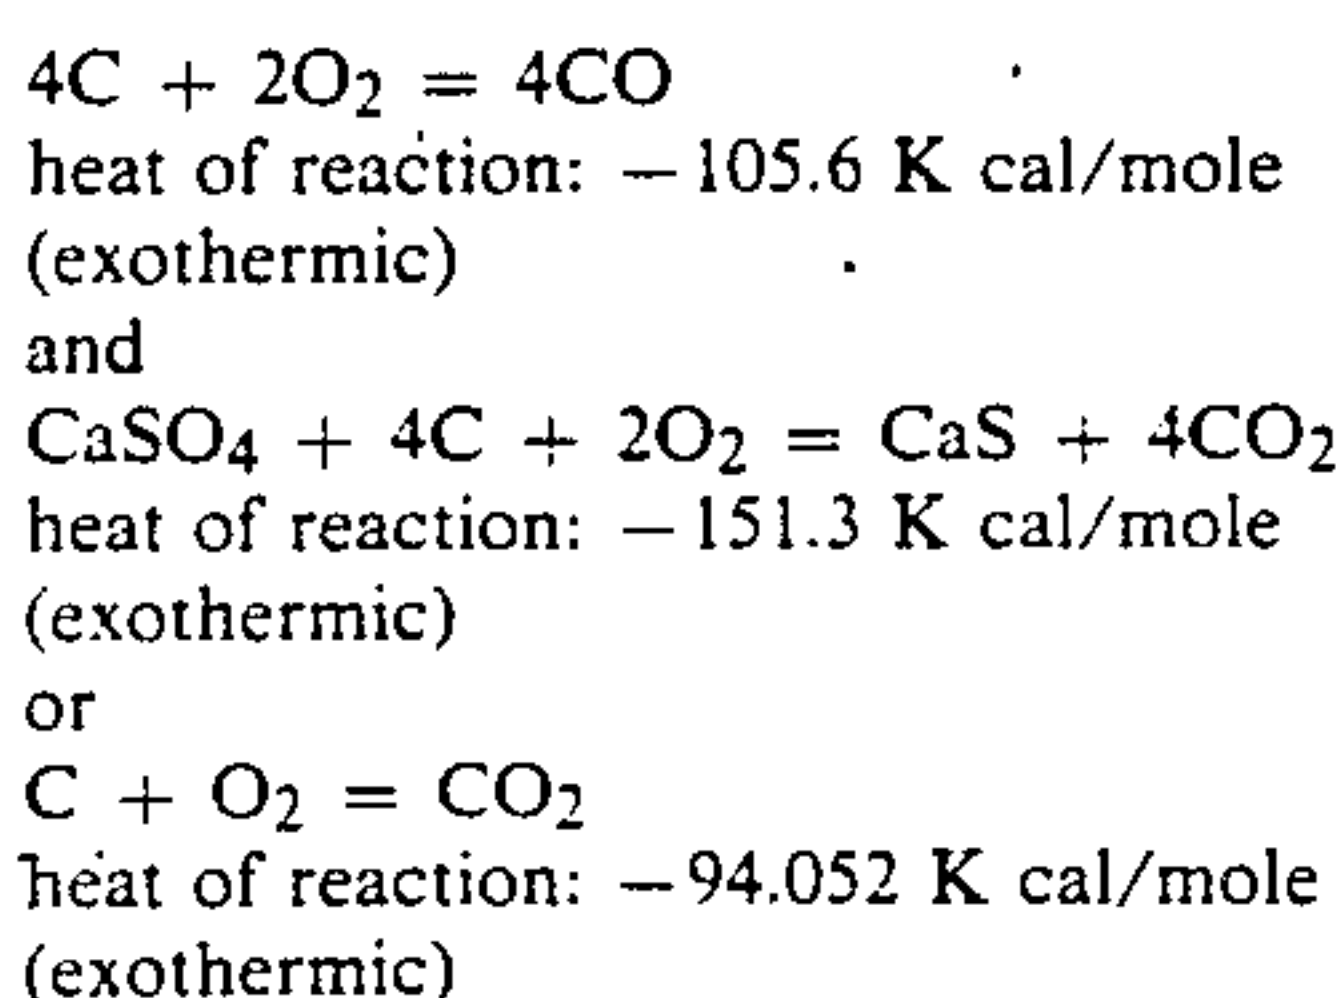 4C + 2O2 = 4CO
heat of reaction: −105.6 K cal/mole
(exothermic)
and
CaSO4 + 4C + 2O2 = CaS + 4CO2
heat of reaction: −151.3 K cal/mole
(exothermic)
or
C + O2 = CO2
heat of reaction: −94.052 K cal/mole
(exothermic)